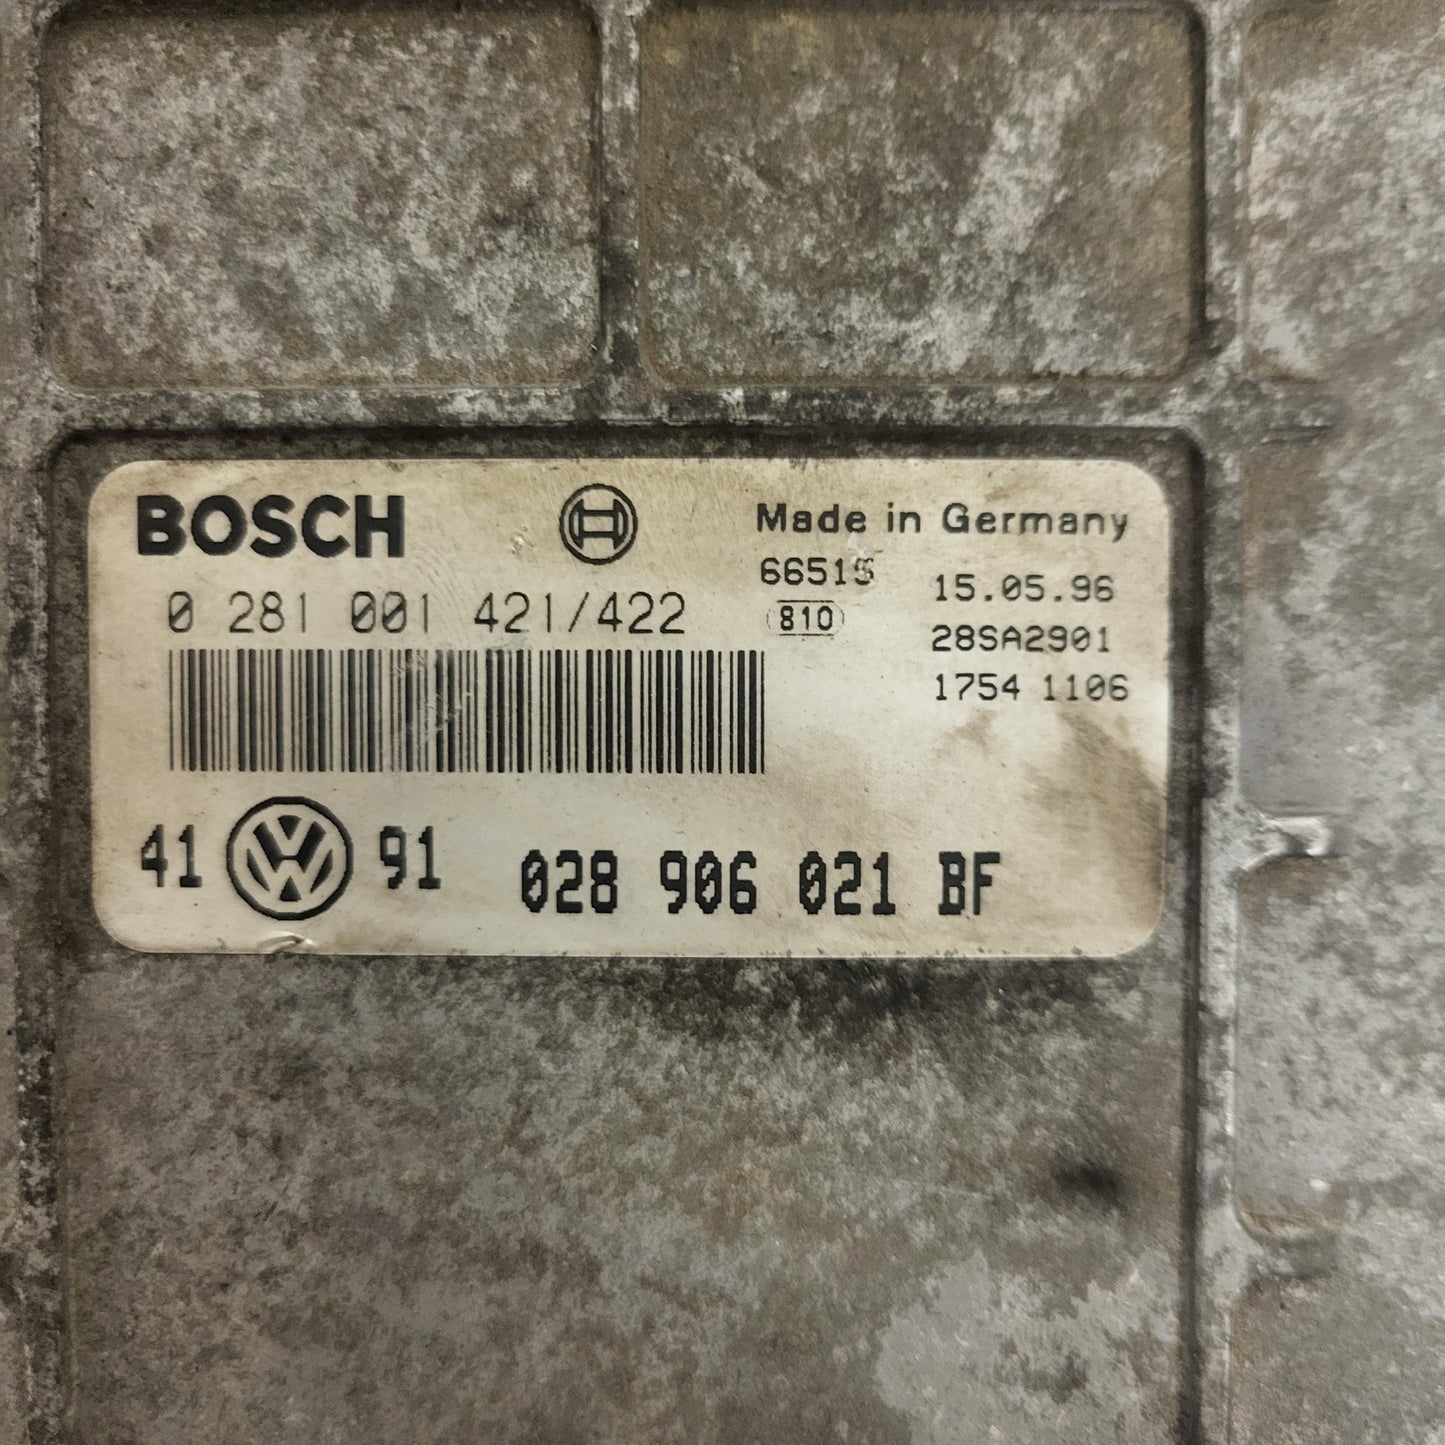 BOSCH
Made in Germany
0 281 001 421/422
810
15.05.96
28SA2901
1754 1106
41 VW 91 028 906 021 BF